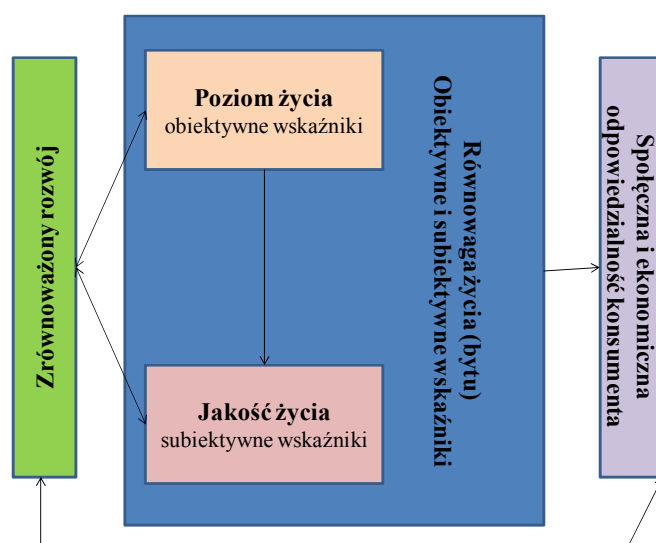 Zrównoważony rozwój
Poziom życia
obiektywne wskaźniki
Jakość życia
subiektywne wskaźniki
Równowaga życia (bytu)
Obiektywne i subiektywne wskaźniki
Społęczna i ekonomiczna
odpowiedzialność konsumenta